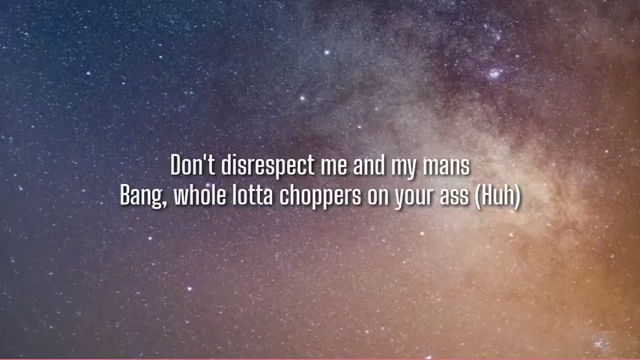 Don't disrespect me and my mans
Bang, whole lotta choppers on your ass (Huh)